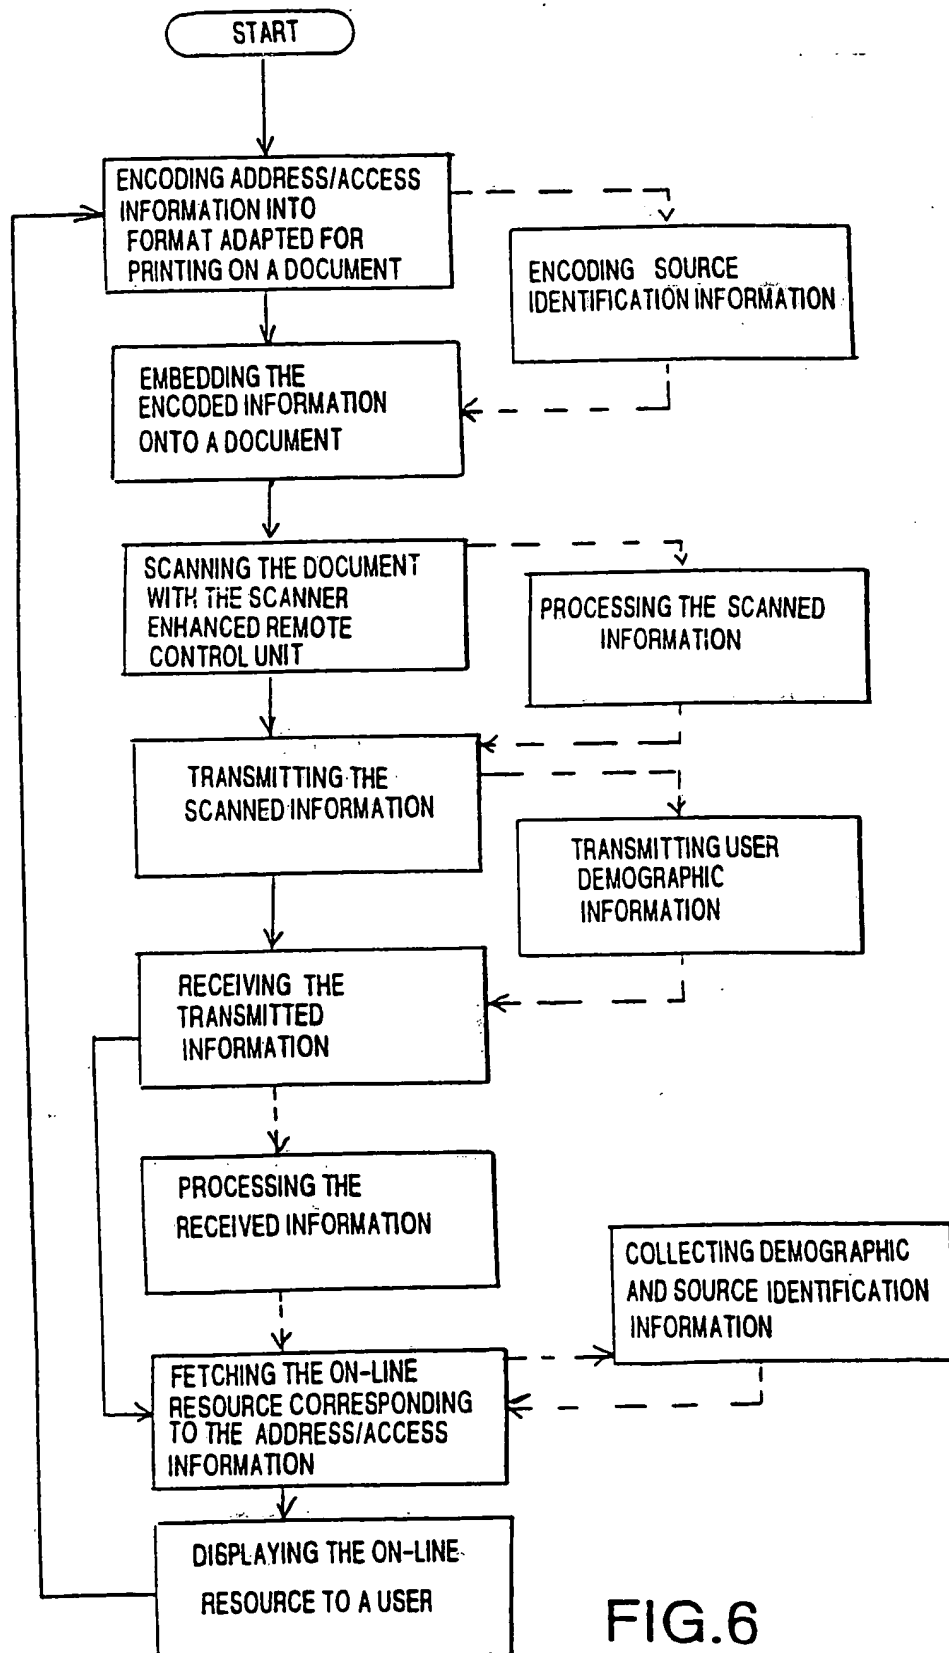 START
ENCODING ADDRESS/ACCESS
INFORMATION INTO
FORMAT ADAPTED FOR
PRINTING ON A DOCUMENT
ENCODING SOURCE
IDENTIFICATION INFORMATION
EMBEDDING THE
ENCODED INFORMATION
ONTO A DOCUMENT
SCANNING THE DOCUMENT
WITH THE SCANNER
ENHANCED REMOTE
CONTROL UNIT
PROCESSING THE SCANNED
INFORMATION
TRANSMITTING THE
SCANNED INFORMATION
TRANSMITTING USER
DEMOGRAPHIC
INFORMATION
RECEIVING THE
TRANSMITTED
INFORMATION
PROCESSING THE
RECEIVED INFORMATION
COLLECTING DEMOGRAPHIC
AND SOURCE IDENTIFICATION
INFORMATION
FETCHING THE ON-LINE
RESOURCE CORRESPONDING
TO THE ADDRESS/ACCESS
INFORMATION
DISPLAYING THE ON-LINE
RESOURCE TO A USER
FIG.6